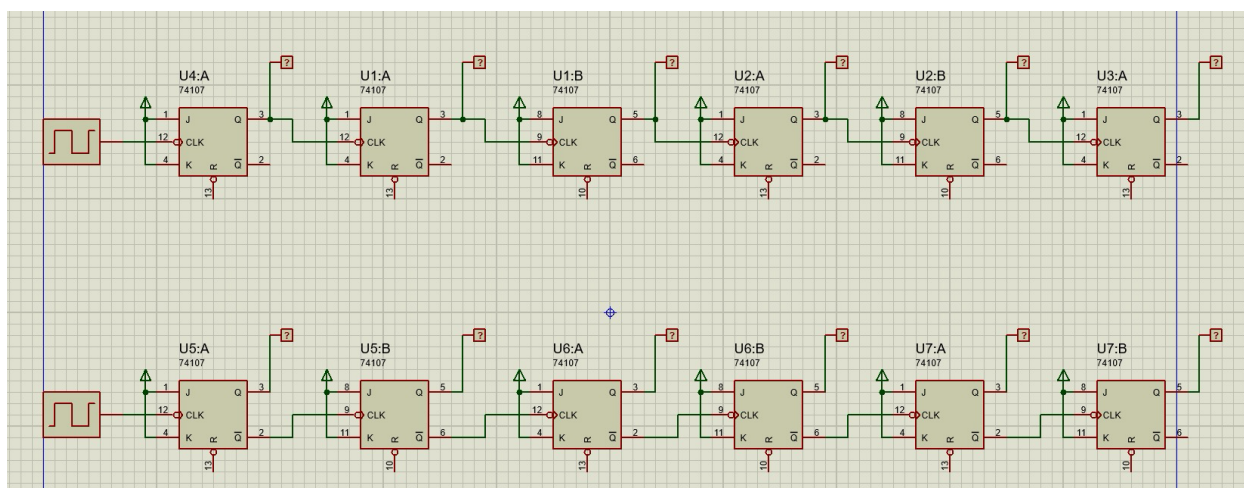 U4:A U1:A U1:B U2:A U2:B U3:A
74107 74107 74107 74107 74107 74107
? ? ? ? ? ?
1 J Q 3 1 J Q 3 8 J Q 5 1 J Q 3 8 J Q 5 1 J Q 3
12 CLK 12 CLK 9 CLK 12 CLK 9 CLK 12 CLK
4 K R Q 2 4 K R Q 2 11 K R Q 6 4 K R Q 2 11 K R Q 6 4 K R Q 2
13 13 10 13 10 13
? ? ? ? ? ?
U5:A U5:B U6:A U6:B U7:A U7:B
74107 74107 74107 74107 74107 74107
1 J Q 3 8 J Q 5 1 J Q 3 8 J Q 5 1 J Q 3 8 J Q 5
12 CLK 9 CLK 12 CLK 9 CLK 12 CLK 9 CLK
4 K R Q 2 11 K R Q 6 4 K R Q 2 11 K R Q 6 4 K R Q 2 11 K R Q 6
13 10 13 10 13 10